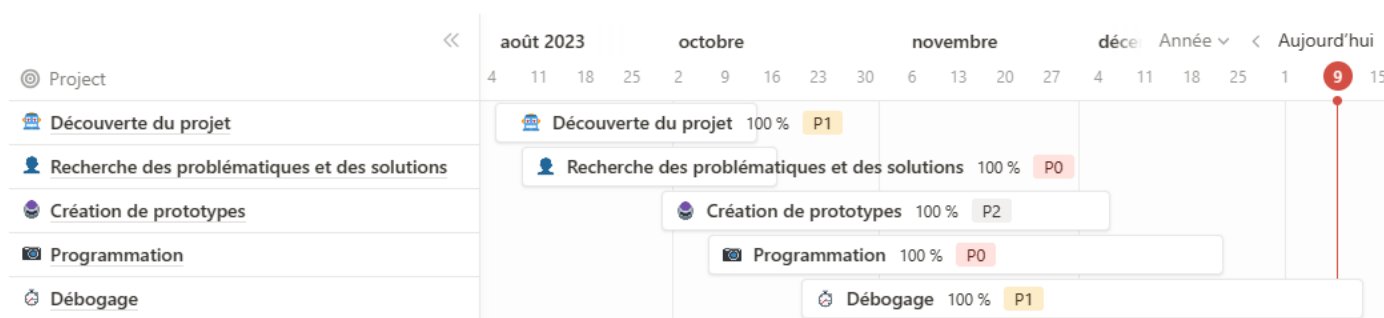 août 2023 octobre novembre déce Année Aujourd'hui
Project 4 11 18 25 2 9 16 23 30 6 13 20 27 4 11 18 25 1 9 15
Découverte du projet Découverte du projet 100 % P1
Recherche des problématiques et des solutions Recherche des problématiques et des solutions 100 % P0
Création de prototypes Création de prototypes 100 % P2
Programmation Programmation 100 % P0
Débogage Débogage 100 % P1